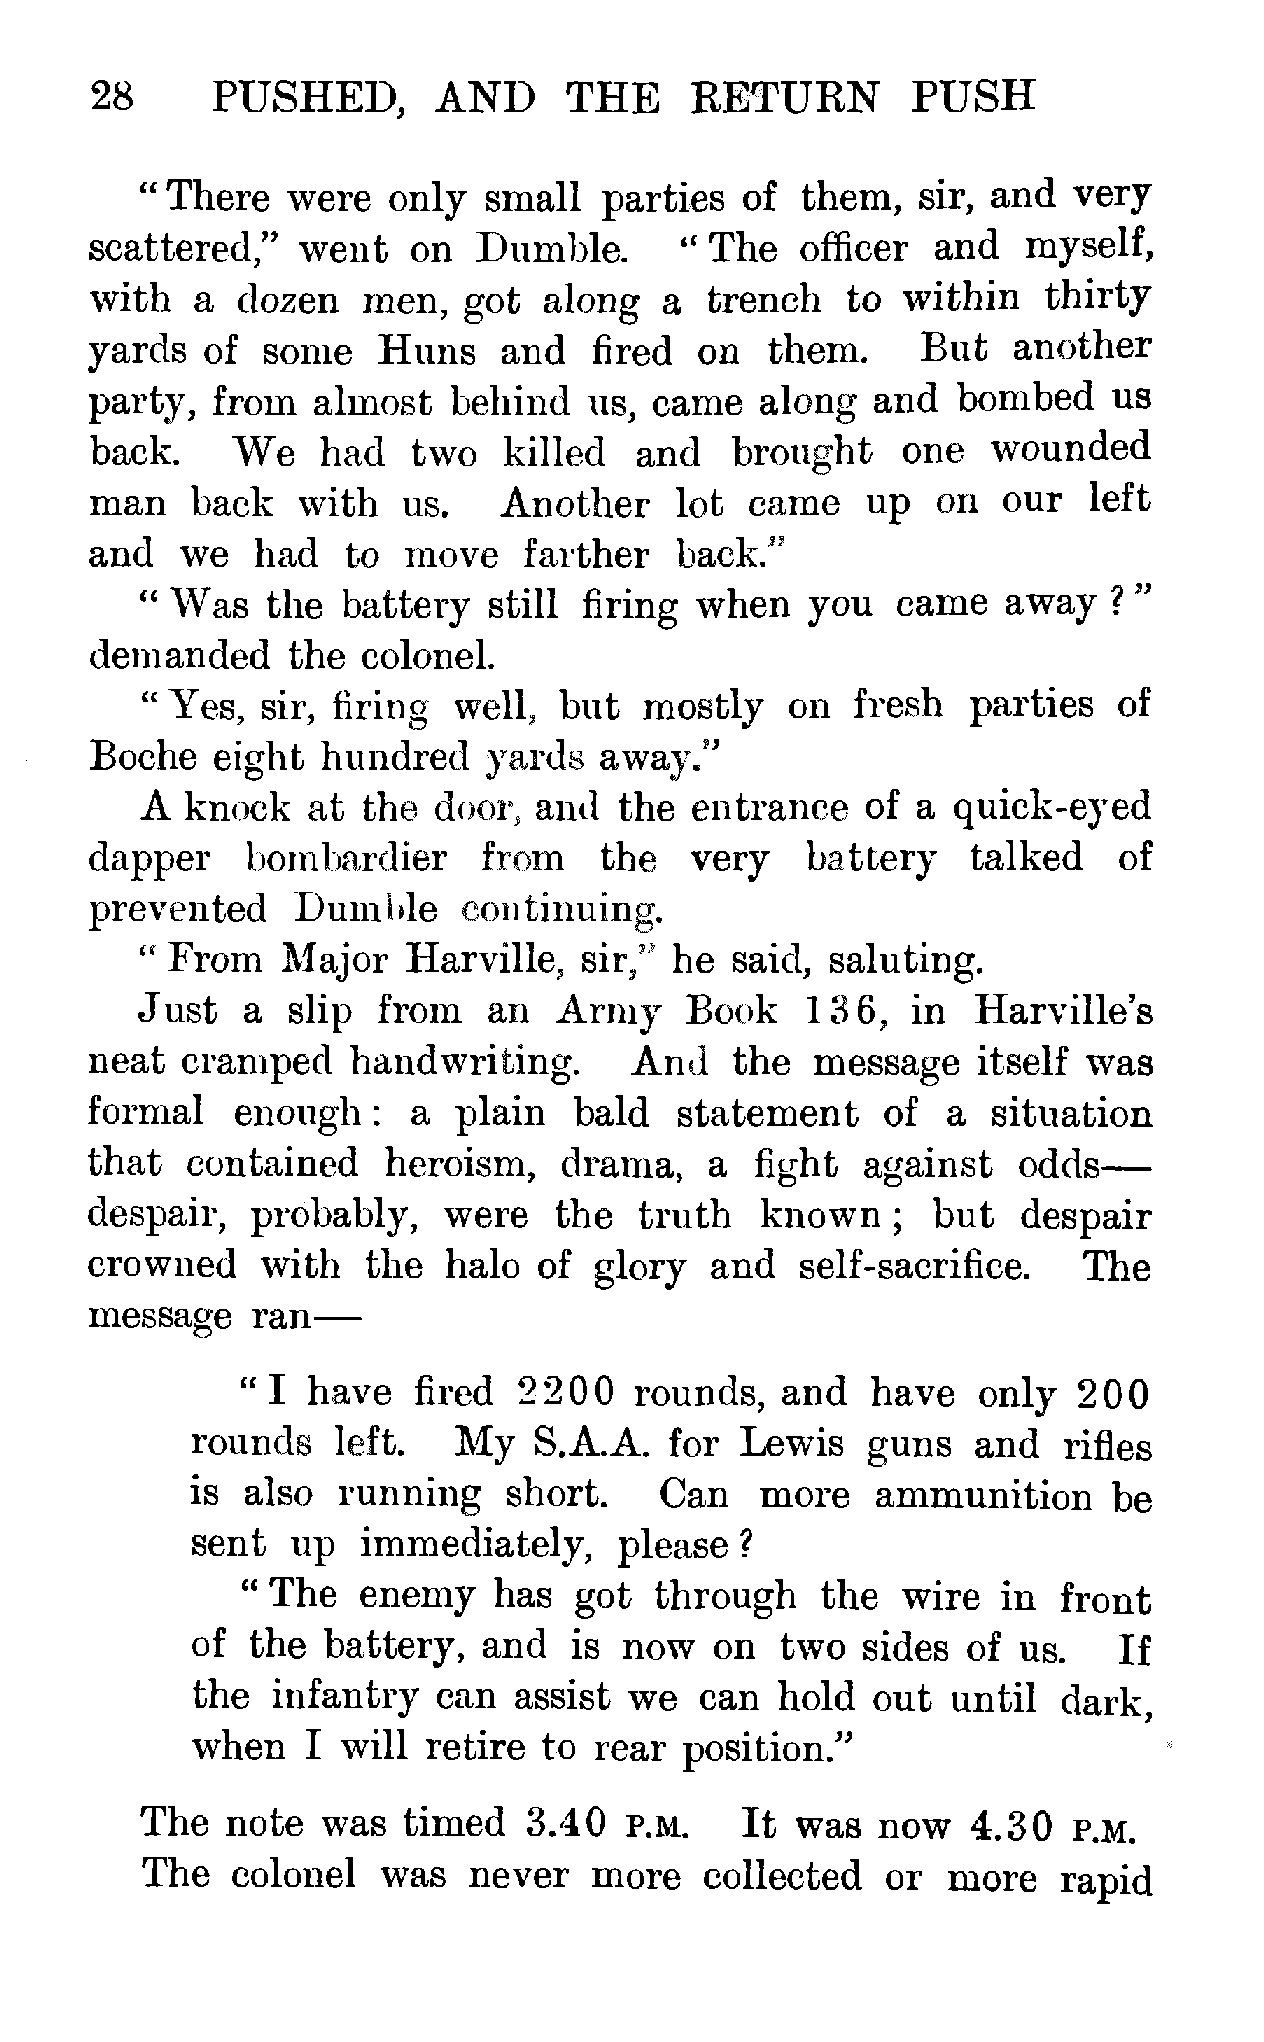 28 PUSHED, AND THE RETURN PUSH
“There were only small parties of them, sir, and very
scattered,” went on Dumble. “The officer and myself,
with a dozen men, got along a trench to within thirty
yards of some Huns and fired on them. But another
party, from almost behind us, came along and bombed us
back. We had two killed and brought one wounded
man back with us. Another lot came up on our left
and we had to move farther back.”
“Was the battery still firing when you came away?”
demanded the colonel.
“Yes, sir, firing well, but mostly on fresh parties of
Boche eight hundred yards away.”
A knock at the door, and the entrance of a quick-eyed
dapper bombardier from the very battery talked of
prevented Dumble continuing.
“From Major Harville, sir,” he said, saluting.
Just a slip from an Army Book 136, in Harville’s
neat cramped handwriting. And the message itself was
formal enough: a plain bald statement of a situation
that contained heroism, drama, a fight against odds—
despair, probably, were the truth known; but despair
crowned with the halo of glory and self-sacrifice. The
message ran—
“I have fired 2200 rounds, and have only 200
rounds left. My S.A.A. for Lewis guns and rifles
is also running short. Can more ammunition be
sent up immediately, please?
“The enemy has got through the wire in front
of the battery, and is now on two sides of us. If
the infantry can assist we can hold out until dark,
when I will retire to rear position.”
The note was timed 3.40 P.M. It was now 4.30 P.M.
The colonel was never more collected or more rapid